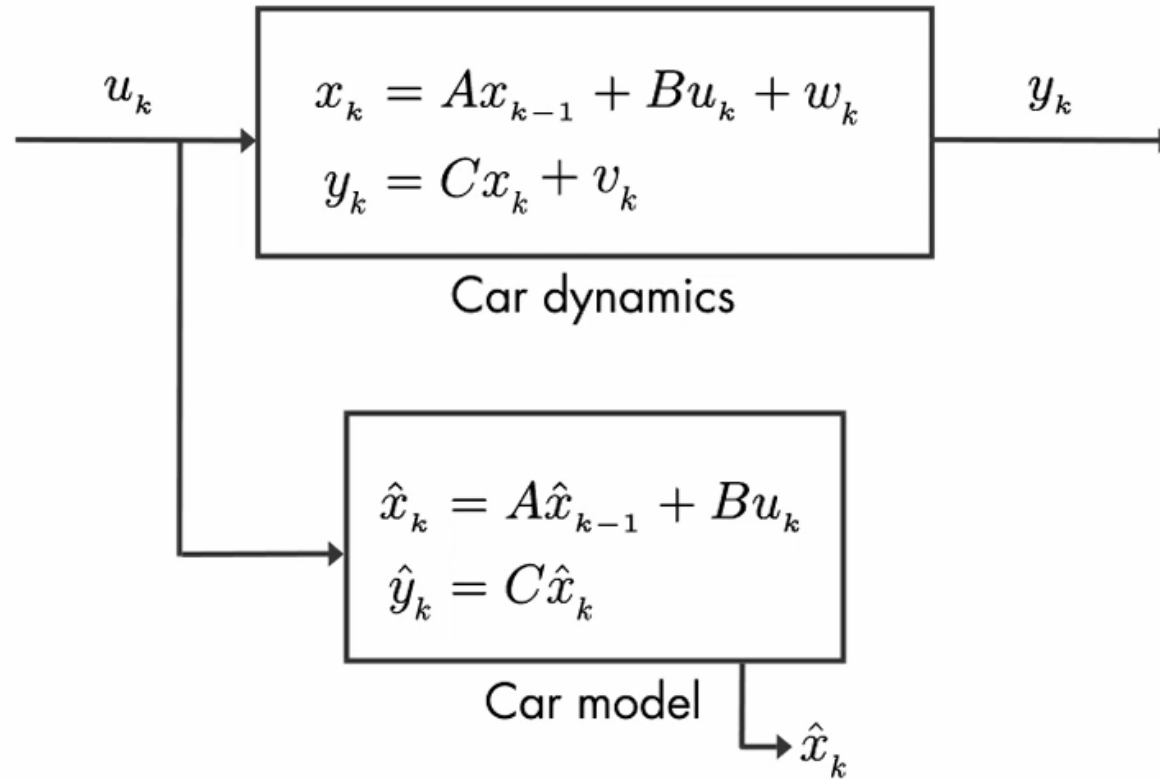 u_k
x_k = Ax_{k-1} + Bu_k + w_k
y_k = Cx_k + v_k
y_k
Car dynamics
x̂_k = Ax̂_{k-1} + Bu_k
ŷ_k = Cx̂_k
Car model
x̂_k